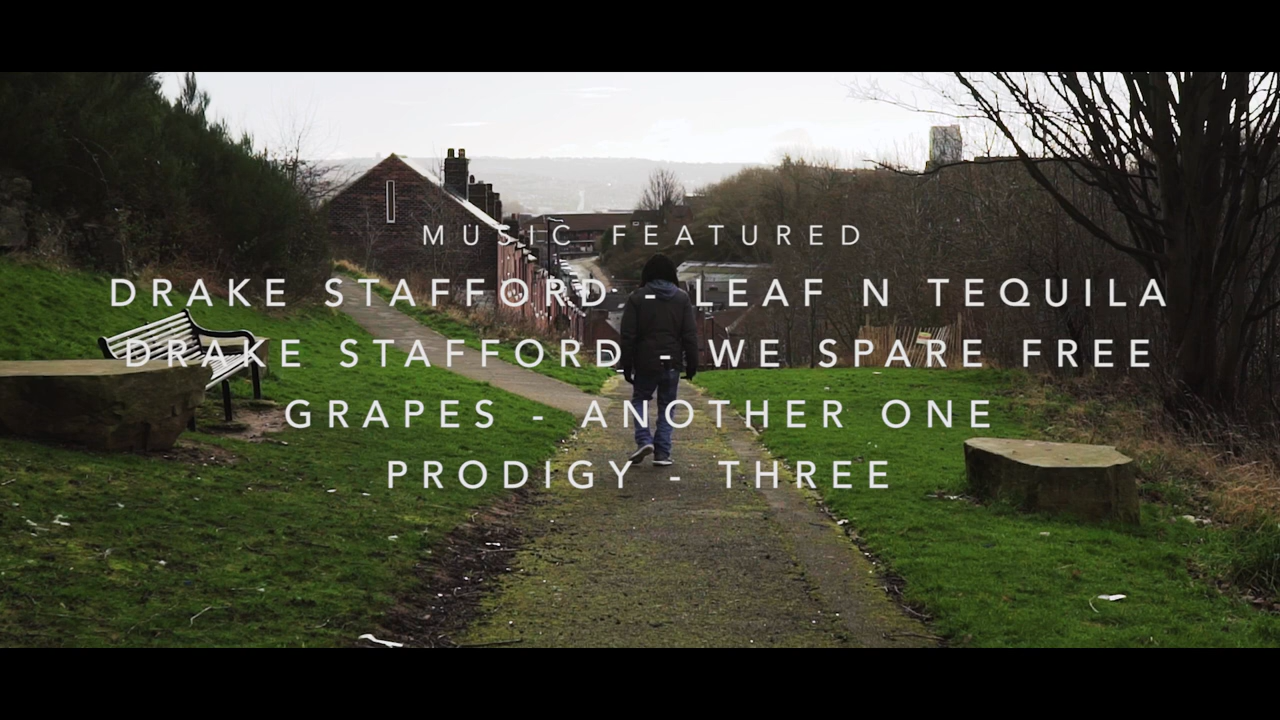 MUSIC FEATURED
DRAKE STAFFORD - LEAF N TEQUILA
DRAKE STAFFORD - WE SPARE FREE
GRAPES - ANOTHER ONE
PRODIGY - THREE